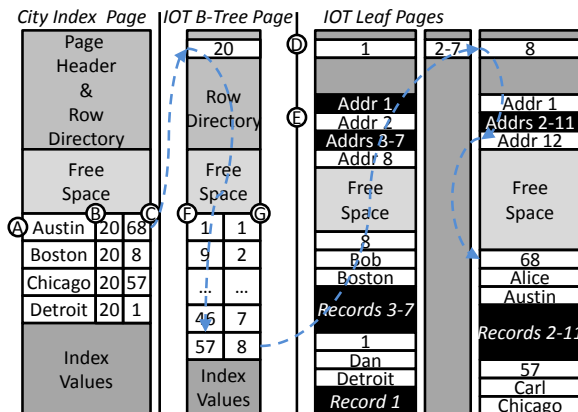 City Index Page
IOT B-Tree Page
IOT Leaf Pages
Page
Header
&
Row
Directory
Free
Space
A
B
C
Austin 20 68
Boston 20 8
Chicago 20 57
Detroit 20 1
Index
Values
20
Row
Directory
Free
Space
F
G
1 1
9 2
... ...
46 7
57 8
Index
Values
D
E
1
Addr 1
Addr 2
Addrs 3-7
Addr 8
Free
Space
8
Bob
Boston
Records 3-7
1
Dan
Detroit
Record 1
2-7
8
Addr 1
Addrs 2-11
Addr 12
Free
Space
68
Alice
Austin
Records 2-11
57
Carl
Chicago